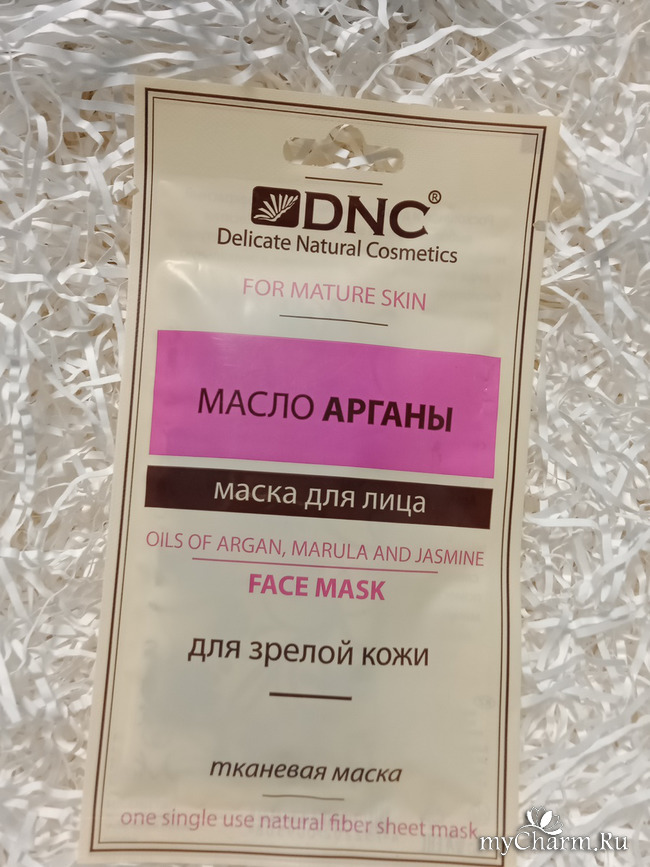 DNC®
Delicate Natural Cosmetics
FOR MATURE SKIN
МАСЛО АРГАНЫ
маска для лица
OILS OF ARGAN, MARULA AND JASMINE
FACE MASK
для зрелой кожи
тканевая маска
one single use natural fiber sheet mask
myCharm.Ru